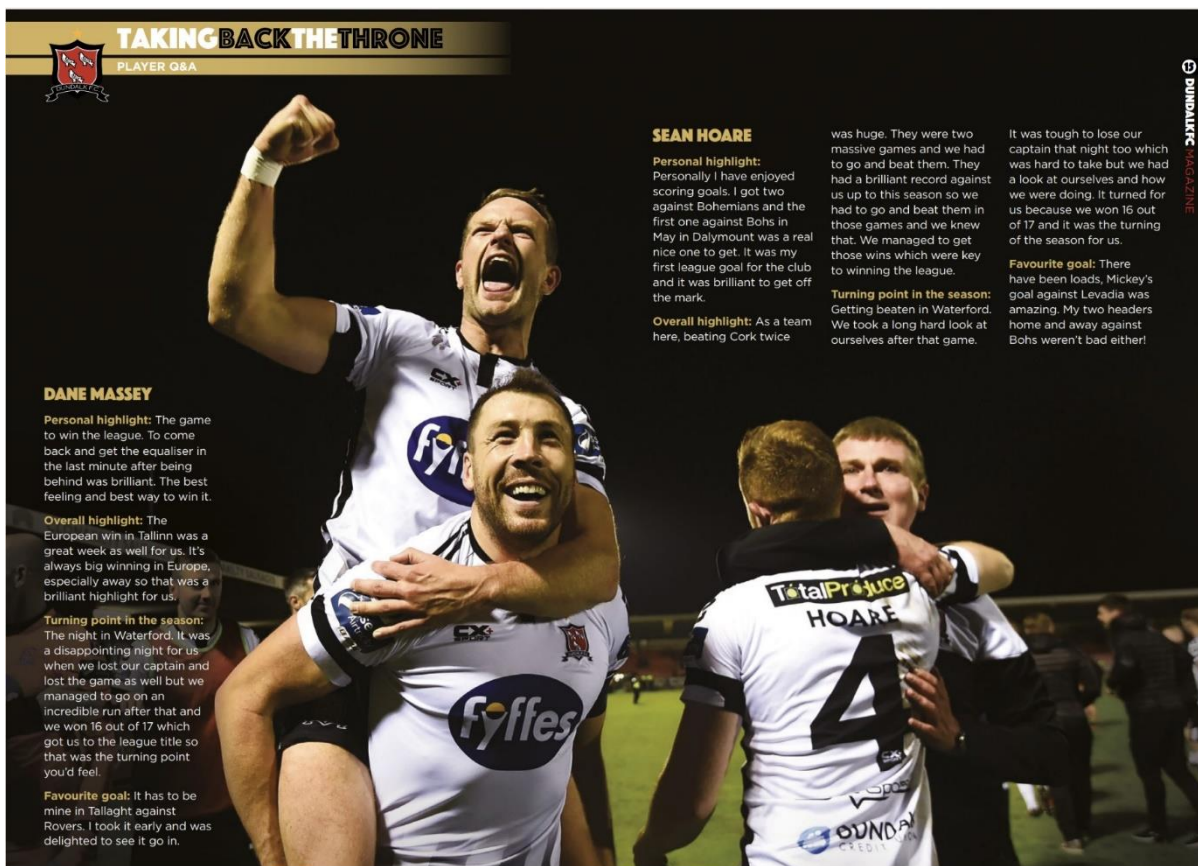 TAKINGBACKTHETHRONE
PLAYER Q&A
DUNDALK F.C.
15 DUNDALKFC MAGAZINE
DANE MASSEY
Personal highlight: The game
to win the league. To come
back and get the equaliser in
the last minute after being
behind was brilliant. The best
feeling and best way to win it.
Overall highlight: The
European win in Tallinn was a
great week as well for us. It's
always big winning in Europe,
especially away so that was a
brilliant highlight for us.
Turning point in the season:
The night in Waterford. It was
a disappointing night for us
when we lost our captain and
lost the game as well but we
managed to go on an
incredible run after that and
we won 16 out of 17 which
got us to the league title so
that was the turning point
you'd feel.
Favourite goal: It has to be
mine in Tallaght against
Rovers. I took it early and was
delighted to see it go in.
SEAN HOARE
Personal highlight:
Personally I have enjoyed
scoring goals. I got two
against Bohemians and the
first one against Bohs in
May in Dalymount was a real
nice one to get. It was my
first league goal for the club
and it was brilliant to get off
the mark.
Overall highlight: As a team
here, beating Cork twice
was huge. They were two
massive games and we had
to go and beat them. They
had a brilliant record against
us up to this season so we
had to go and beat them in
those games and we knew
that. We managed to get
those wins which were key
to winning the league.
Turning point in the season:
Getting beaten in Waterford.
We took a long hard look at
ourselves after that game.
It was tough to lose our
captain that night too which
was hard to take but we had
a look at ourselves and how
we were doing. It turned for
us because we won 16 out
of 17 and it was the turning
of the season for us.
Favourite goal: There
have been loads, Mickey's
goal against Levadia was
amazing. My two headers
home and away against
Bohs weren't bad either!
CX+
SPORT
fyf
CX+
SPORT
fyffes
TotalProduce
HOARE
4
CX+
DUNDA
CREDIT